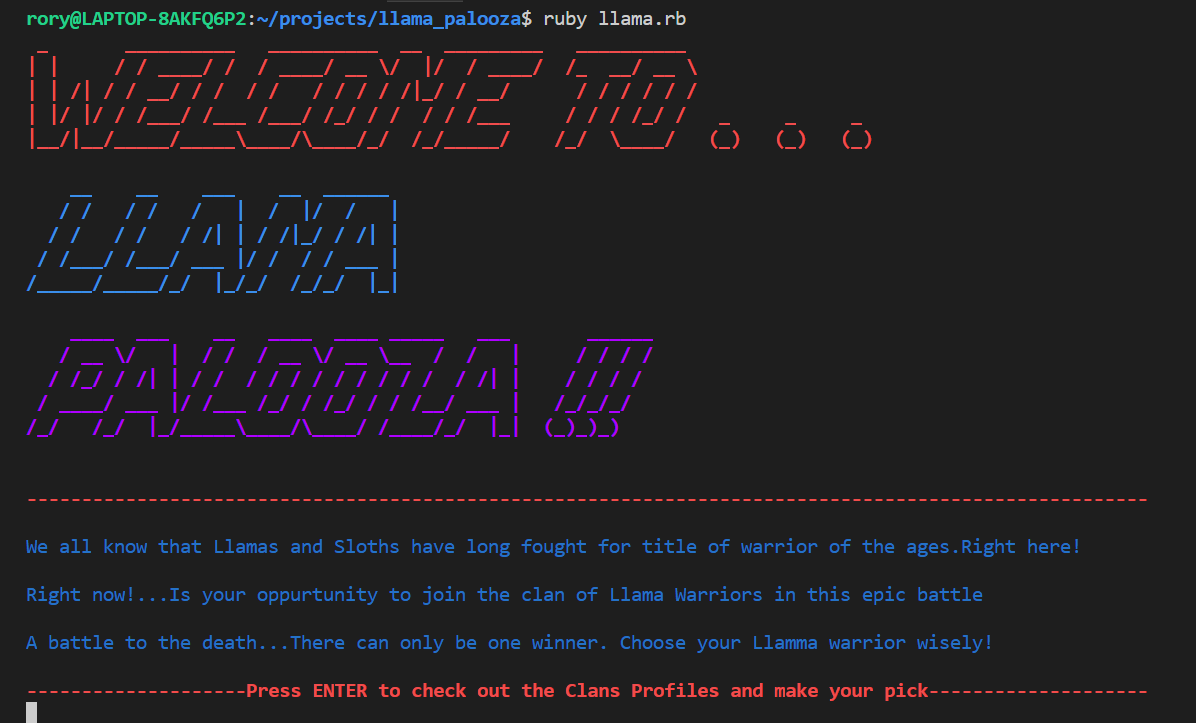 rory@LAPTOP-8AKFQ6P2:~/projects/llama_palooza$ ruby llama.rb
WELCOME TO...
LLAMA
PALOOZA !!!
We all know that Llamas and Sloths have long fought for title of warrior of the ages.Right here!
Right now!...Is your oppurtunity to join the clan of Llama Warriors in this epic battle
A battle to the death...There can only be one winner. Choose your Llamma warrior wisely!
--------------------Press ENTER to check out the Clans Profiles and make your pick--------------------